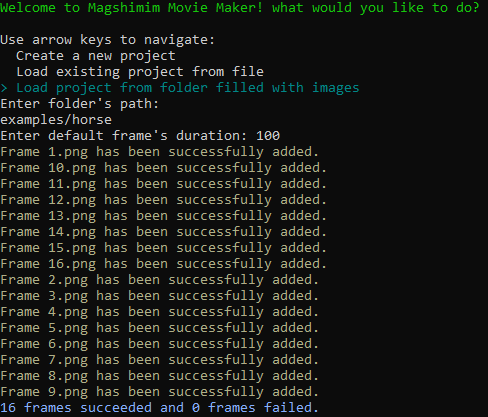 Welcome to Magshimim Movie Maker! what would you like to do?
Use arrow keys to navigate:
Create a new project
Load existing project from file
> Load project from folder filled with images
Enter folder's path:
examples/horse
Enter default frame's duration: 100
Frame 1.png has been successfully added.
Frame 10.png has been successfully added.
Frame 11.png has been successfully added.
Frame 12.png has been successfully added.
Frame 13.png has been successfully added.
Frame 14.png has been successfully added.
Frame 15.png has been successfully added.
Frame 16.png has been successfully added.
Frame 2.png has been successfully added.
Frame 3.png has been successfully added.
Frame 4.png has been successfully added.
Frame 5.png has been successfully added.
Frame 6.png has been successfully added.
Frame 7.png has been successfully added.
Frame 8.png has been successfully added.
Frame 9.png has been successfully added.
16 frames succeeded and 0 frames failed.